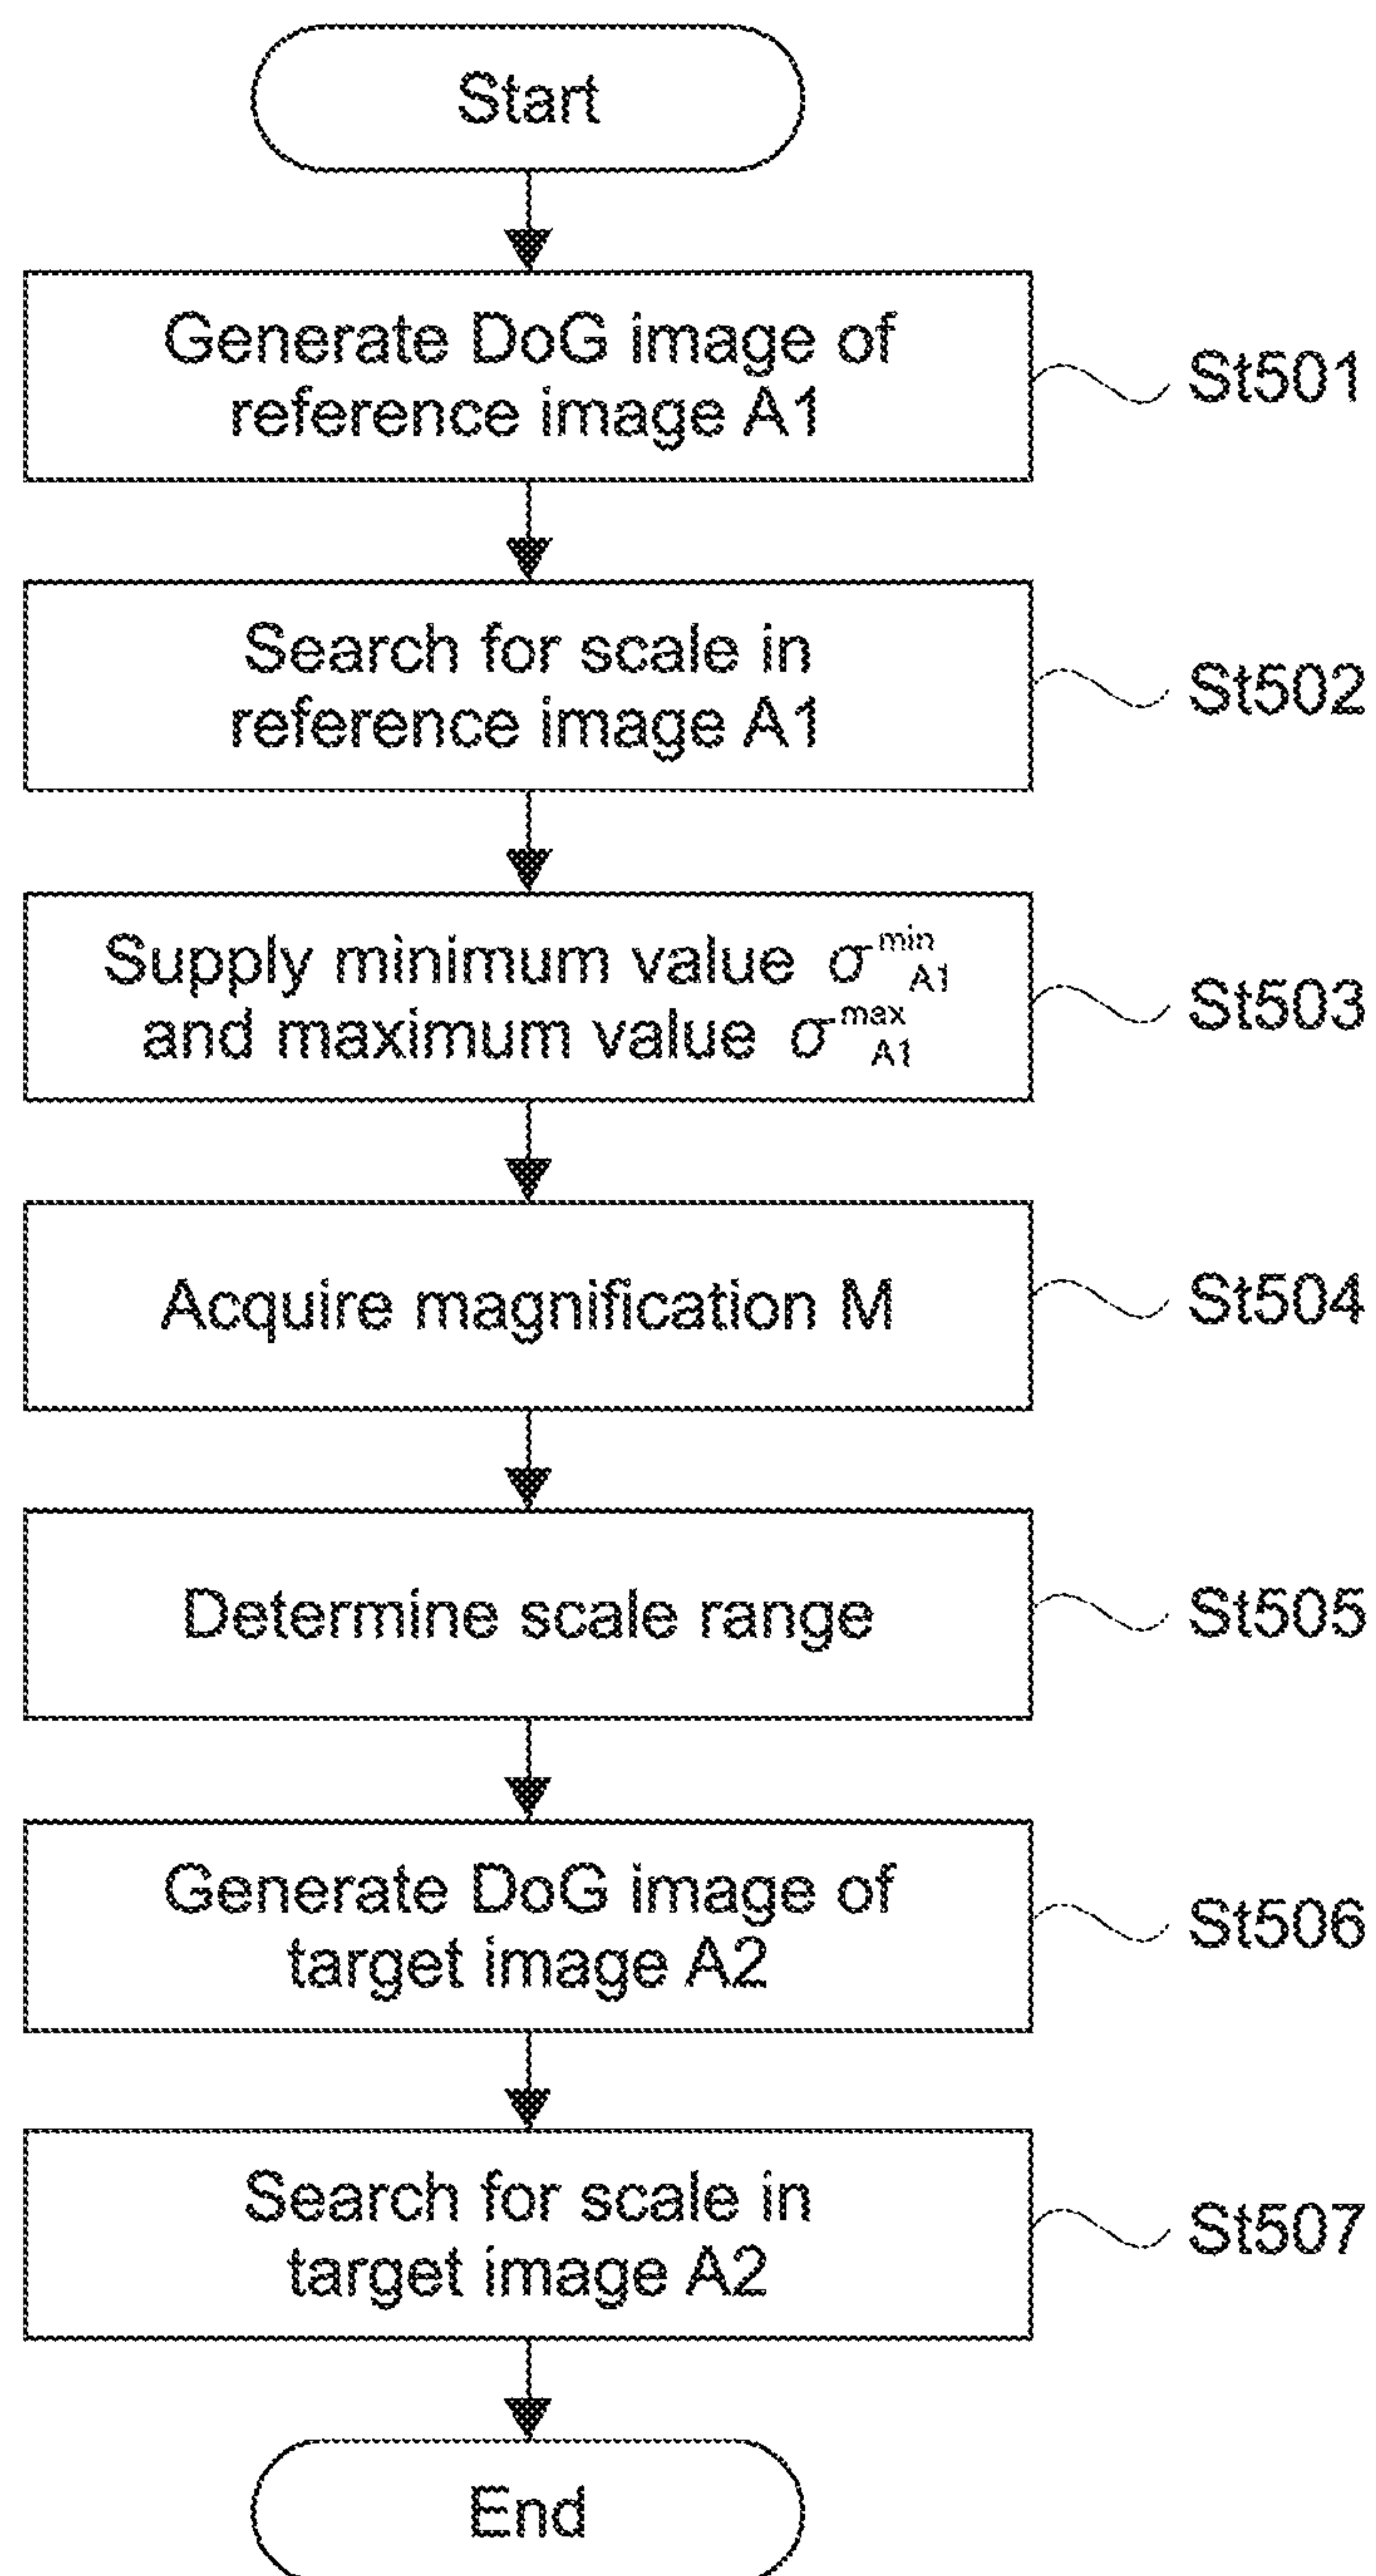 Start
Generate DoG image of
reference image A1
St501
Search for scale in
reference image A1
St502
Supply minimum value σ^min_A1
and maximum value σ^max_A1
St503
Acquire magnification M
St504
Determine scale range
St505
Generate DoG image of
target image A2
St506
Search for scale in
target image A2
St507
End